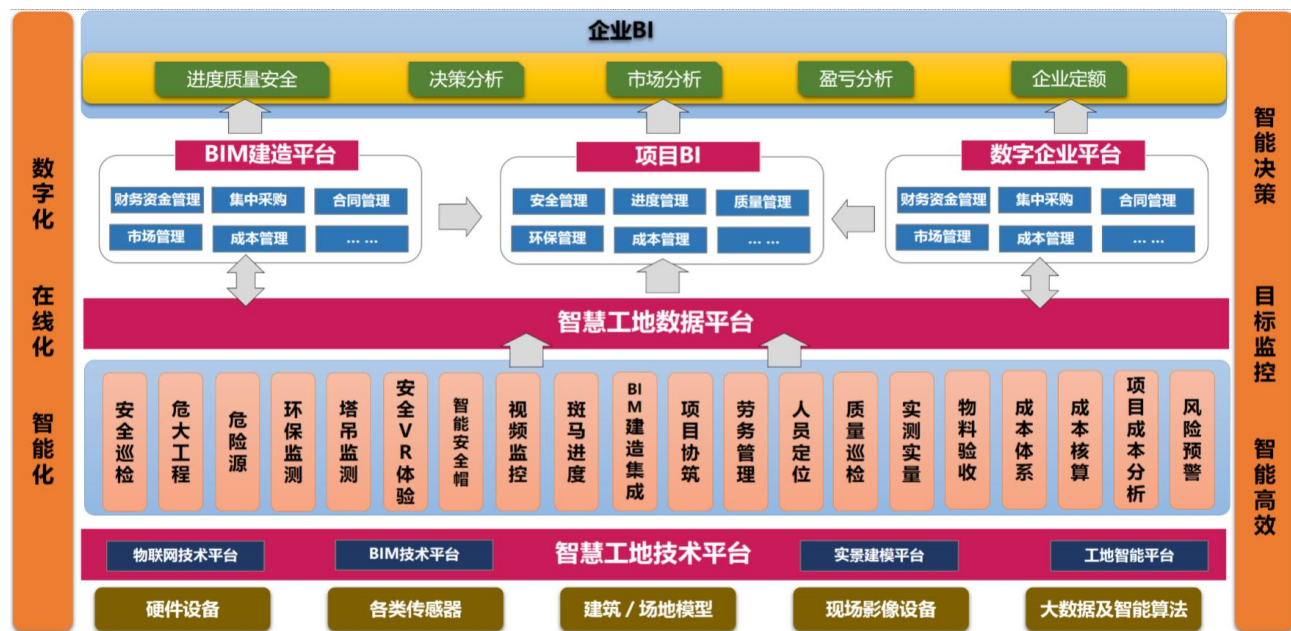 企业BI
进度质量安全
决策分析
市场分析
盈亏分析
企业定额
BIM建造平台
财务资金管理
集中采购
合同管理
市场管理
成本管理
... ...
项目BI
安全管理
进度管理
质量管理
环保管理
成本管理
... ...
数字企业平台
财务资金管理
集中采购
合同管理
市场管理
成本管理
... ...
智慧工地数据平台
安全巡检
危大工程
危险源
环保监测
塔吊监测
安全VR体验
智能安全帽
视频监控
斑马进度
BIM建造集成
项目协筑
劳务管理
人员定位
质量巡检
实测实量
物料验收
成本体系
成本核算
项目成本分析
风险预警
智慧工地技术平台
物联网技术平台
BIM技术平台
实景建模平台
工地智能平台
硬件设备
各类传感器
建筑 / 场地模型
现场影像设备
大数据及智能算法
数字化
在线化
智能化
智能决策
目标监控
智能高效